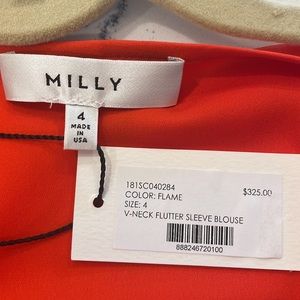 MILLY
4
MADE IN
USA
181SC040284
COLOR: FLAME
$325.00
SIZE: 4
V-NECK FLUTTER SLEEVE BLOUSE
888246720100